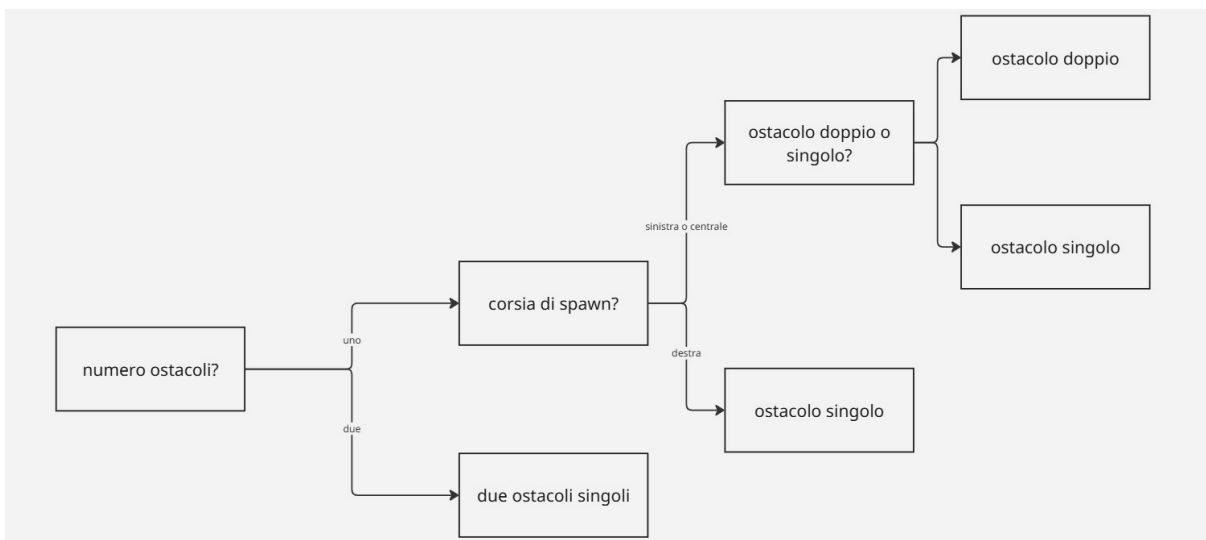 ostacolo doppio
ostacolo doppio o
singolo?
sinistra o centrale
ostacolo singolo
corsia di spawn?
uno
numero ostacoli?
destra
ostacolo singolo
due
due ostacoli singoli